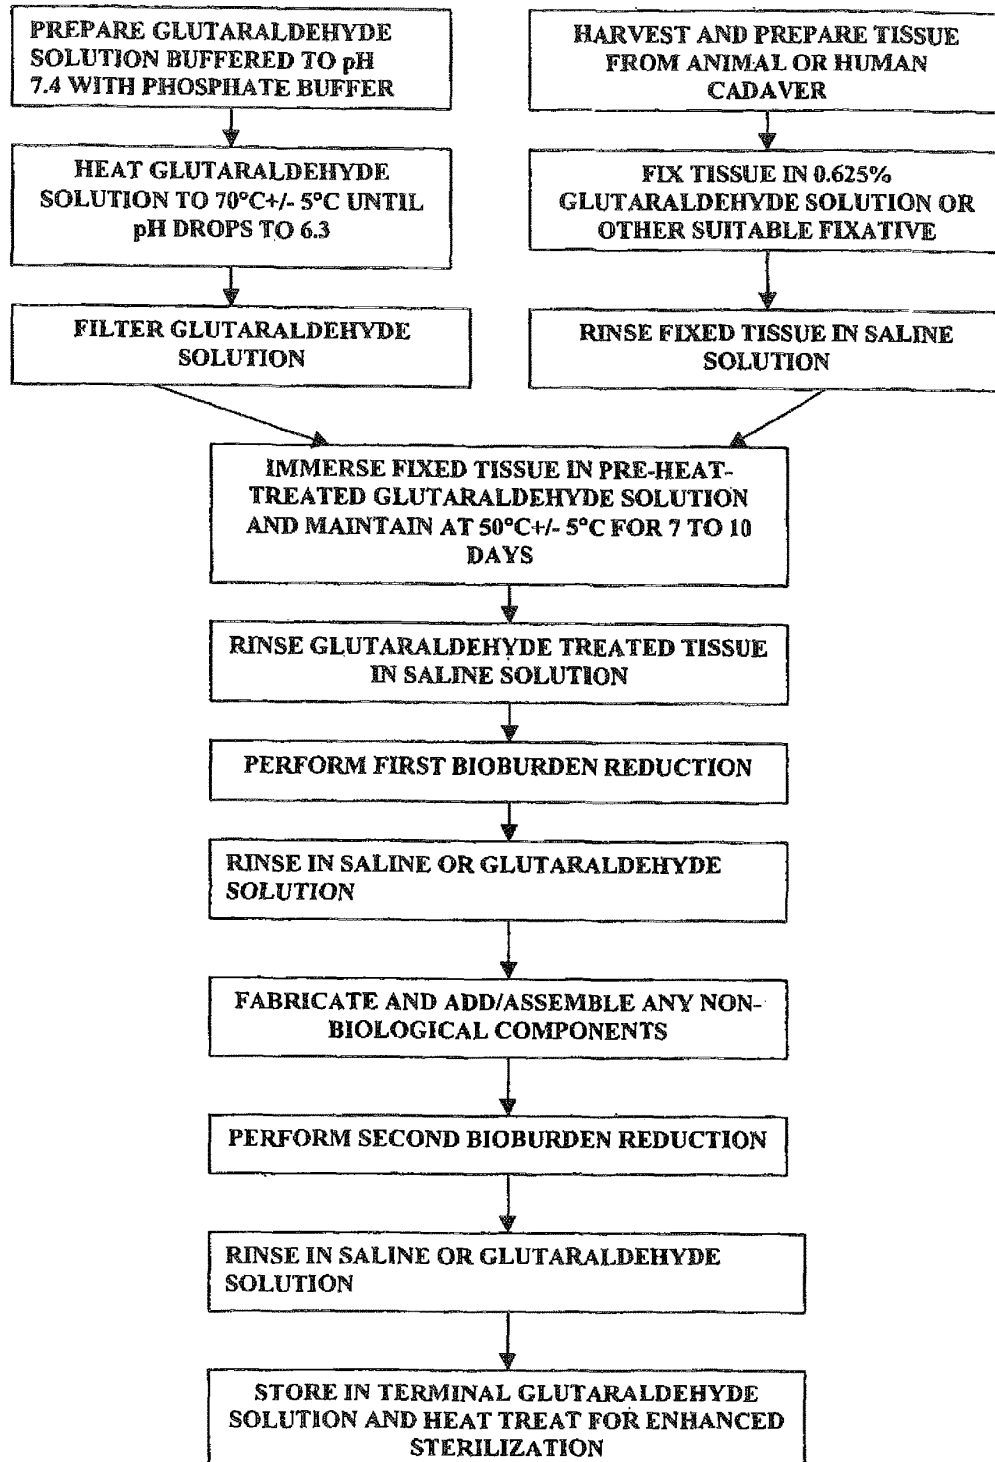 PREPARE GLUTARALDEHYDE
SOLUTION BUFFERED TO pH
7.4 WITH PHOSPHATE BUFFER
HARVEST AND PREPARE TISSUE
FROM ANIMAL OR HUMAN
CADAVER
HEAT GLUTARALDEHYDE
SOLUTION TO 70°C+/- 5°C UNTIL
pH DROPS TO 6.3
FIX TISSUE IN 0.625%
GLUTARALDEHYDE SOLUTION OR
OTHER SUITABLE FIXATIVE
FILTER GLUTARALDEHYDE
SOLUTION
RINSE FIXED TISSUE IN SALINE
SOLUTION
IMMERSE FIXED TISSUE IN PRE-HEAT-
TREATED GLUTARALDEHYDE SOLUTION
AND MAINTAIN AT 50°C+/- 5°C FOR 7 TO 10
DAYS
RINSE GLUTARALDEHYDE TREATED TISSUE
IN SALINE SOLUTION
PERFORM FIRST BIOBURDEN REDUCTION
RINSE IN SALINE OR GLUTARALDEHYDE
SOLUTION
FABRICATE AND ADD/ASSEMBLE ANY NON-
BIOLOGICAL COMPONENTS
PERFORM SECOND BIOBURDEN REDUCTION
RINSE IN SALINE OR GLUTARALDEHYDE
SOLUTION
STORE IN TERMINAL GLUTARALDEHYDE
SOLUTION AND HEAT TREAT FOR ENHANCED
STERILIZATION